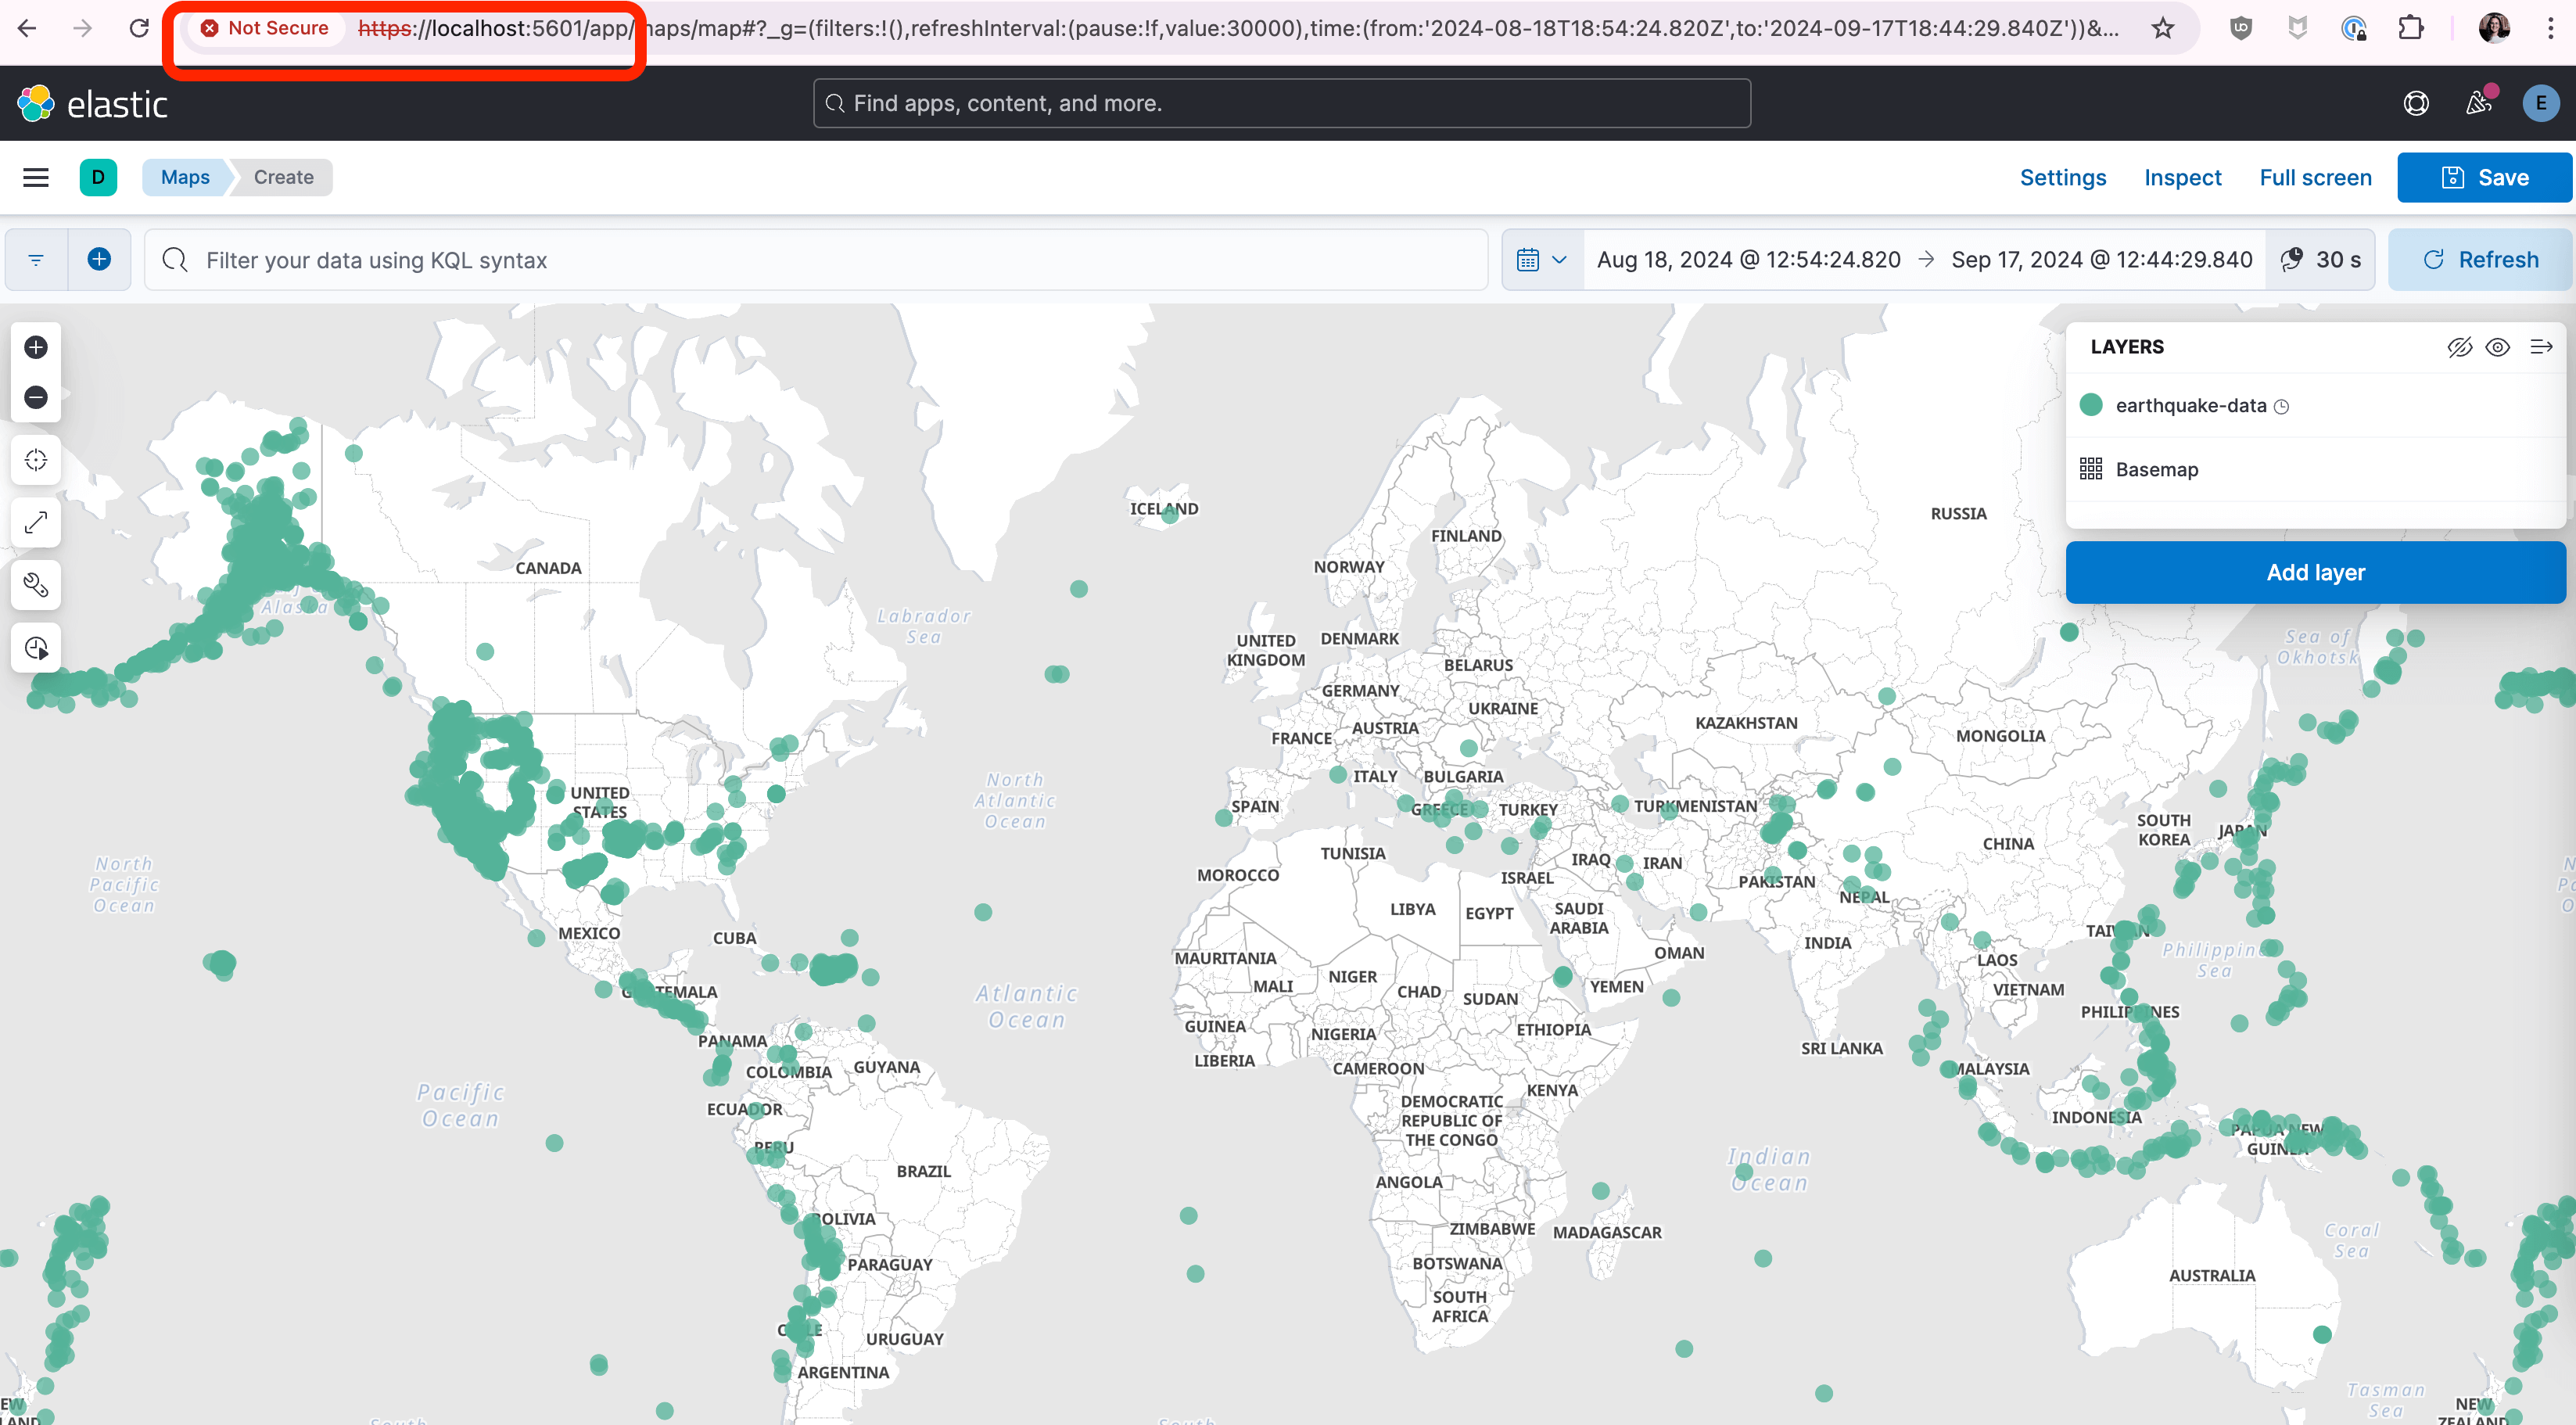 Not Secure https://localhost:5601/app/maps/map#?_g=(filters:!(),refreshInterval:(pause:!f,value:30000),time:(from:'2024-08-18T18:54:24.820Z',to:'2024-09-17T18:44:29.840Z'))&...
elastic Find apps, content, and more. E
D Maps Create Settings Inspect Full screen Save
Filter your data using KQL syntax Aug 18, 2024 @ 12:54:24.820 → Sep 17, 2024 @ 12:44:29.840 30 s Refresh
LAYERS
earthquake-data
Basemap
Add layer
ICELAND
RUSSIA
FINLAND
NORWAY
CANADA
Alaska
Labrador
Sea
UNITED
KINGDOM
DENMARK
Sea of
Okhotsk
BELARUS
GERMANY
UKRAINE
KAZAKHSTAN
AUSTRIA
FRANCE
MONGOLIA
ITALY
BULGARIA
North
Atlantic
Ocean
UNITED
STATES
SPAIN
GREECE
TURKEY
TURKMENISTAN
SOUTH
KOREA
JAPAN
CHINA
TUNISIA
IRAQ
IRAN
North
Pacific
Ocean
MOROCCO
ISRAEL
PAKISTAN
NEPAL
LIBYA
EGYPT
SAUDI
ARABIA
MEXICO
CUBA
INDIA
TAIWAN
OMAN
Philippine
Sea
MAURITANIA
LAOS
NIGER
MALI
YEMEN
GUATEMALA
CHAD
SUDAN
VIETNAM
Atlantic
Ocean
PHILIPPINES
GUINEA
NIGERIA
ETHIOPIA
PANAMA
SRI LANKA
LIBERIA
CAMEROON
GUYANA
COLOMBIA
MALAYSIA
Pacific
Ocean
KENYA
ECUADOR
DEMOCRATIC
REPUBLIC OF
THE CONGO
INDONESIA
PAPUA NEW
GUINEA
PERU
Indian
Ocean
BRAZIL
ANGOLA
BOLIVIA
ZIMBABWE
MADAGASCAR
Coral
Sea
PARAGUAY
BOTSWANA
AUSTRALIA
SOUTH
AFRICA
CHILE
URUGUAY
ARGENTINA
Tasman
Sea
NEW
ZEALAND
South
South